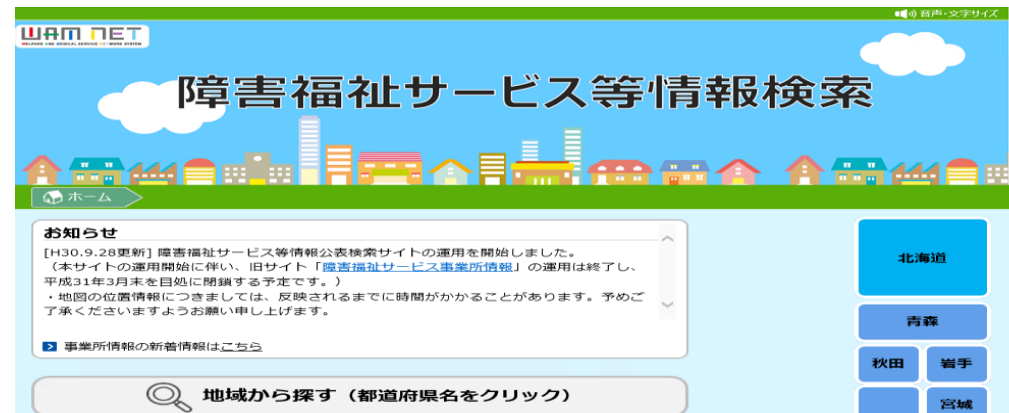 音声・文字サイズ
WAM NET
WELFARE AND MEDICAL SERVICE NETWORK SYSTEM
障害福祉サービス等情報検索
ホーム
お知らせ
[H30.9.28更新] 障害福祉サービス等情報公表検索サイトの運用を開始しました。
（本サイトの運用開始に伴い、旧サイト「障害福祉サービス事業所情報」の運用は終了し、
平成31年3月末を目処に閉鎖する予定です。)
・地図の位置情報につきましては、反映されるまでに時間がかかることがあります。予めご
了承くださいますようお願い申し上げます。
事業所情報の新着情報はこちら
地域から探す（都道府県名をクリック）
北海道
青森
秋田 岩手
宮城